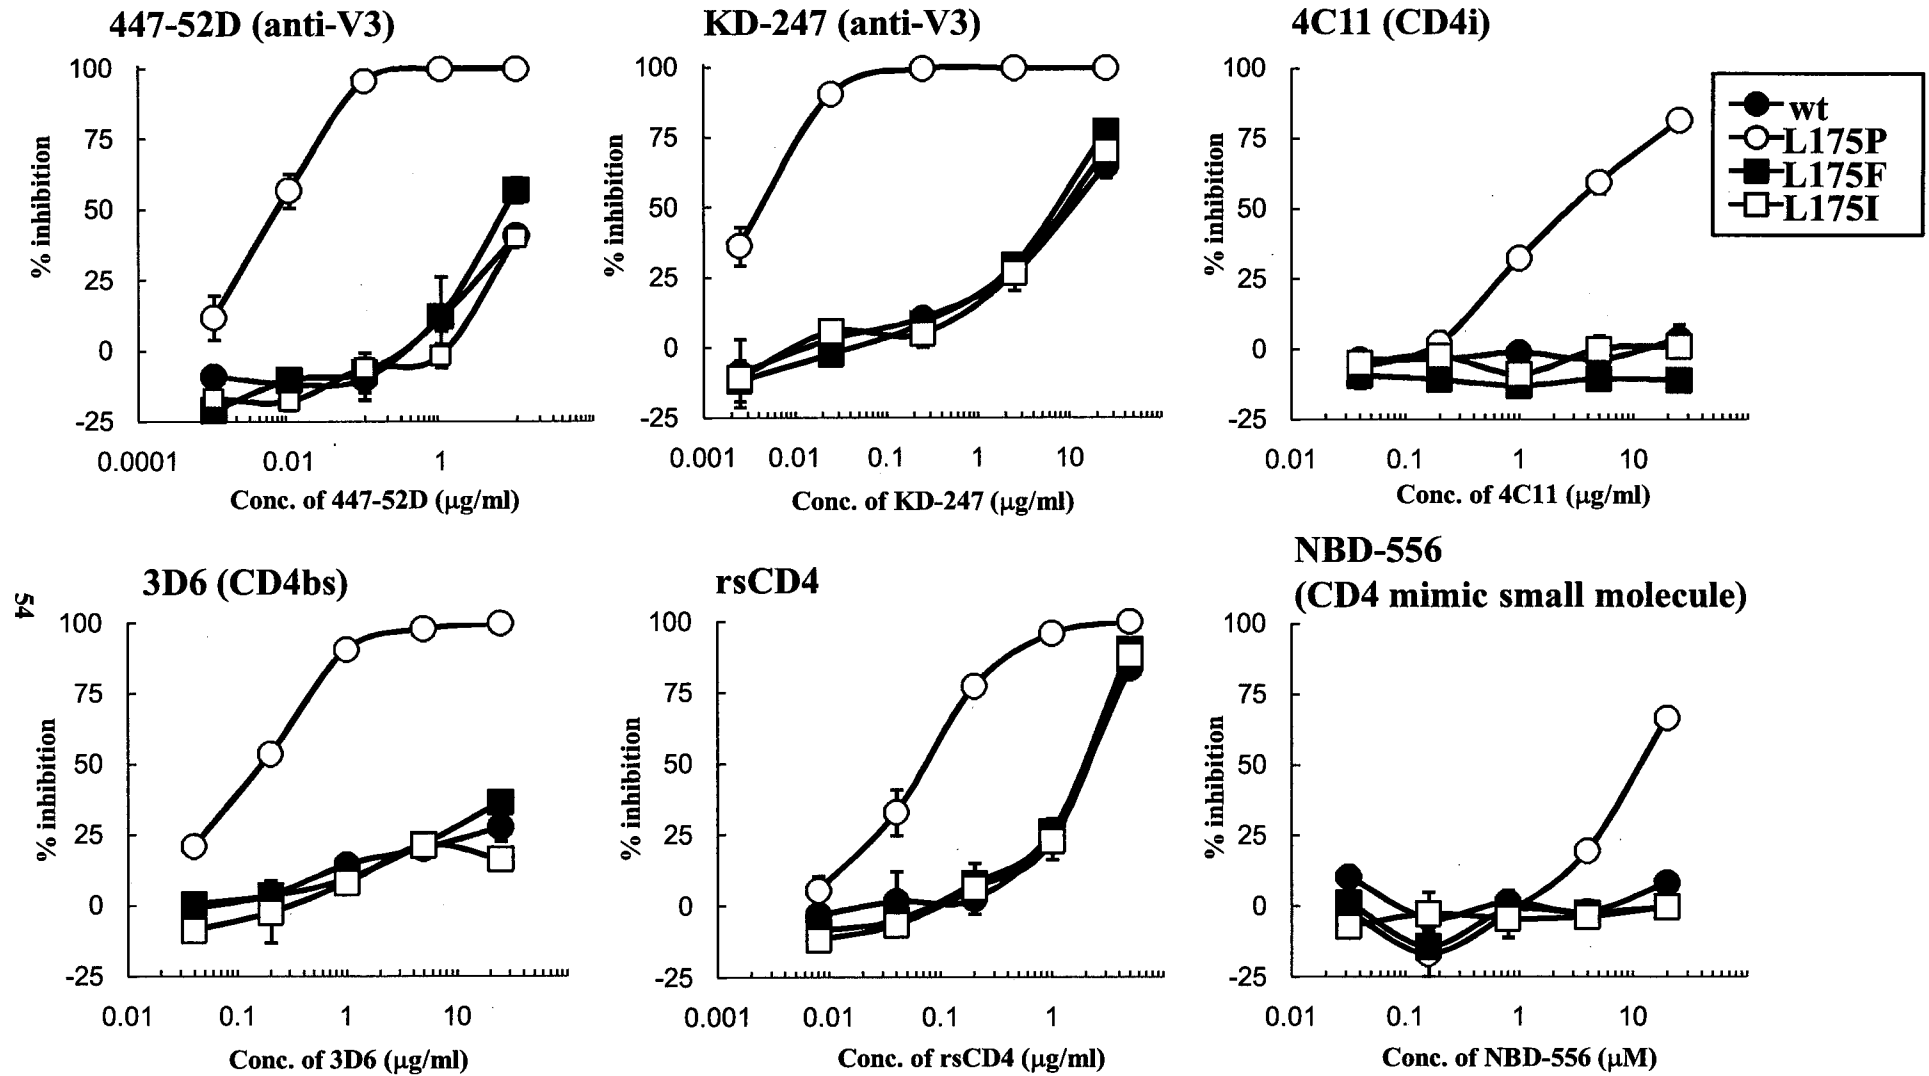 447-52D (anti-V3)
100
75
50
25
0
-25
% inhibition
0.0001 0.01 1
Conc. of 447-52D (μg/ml)
KD-247 (anti-V3)
100
75
50
25
0
-25
% inhibition
0.001 0.01 0.1 1 10
Conc. of KD-247 (μg/ml)
4C11 (CD4i)
100
75
50
25
0
-25
% inhibition
0.01 0.1 1 10
Conc. of 4C11 (μg/ml)
wt
L175P
L175F
L175I
54
3D6 (CD4bs)
100
75
50
25
0
-25
% inhibition
0.01 0.1 1 10
Conc. of 3D6 (μg/ml)
rsCD4
100
75
50
25
0
-25
% inhibition
0.001 0.01 0.1 1
Conc. of rsCD4 (μg/ml)
NBD-556
(CD4 mimic small molecule)
100
75
50
25
0
-25
% inhibition
0.01 0.1 1 10
Conc. of NBD-556 (μM)